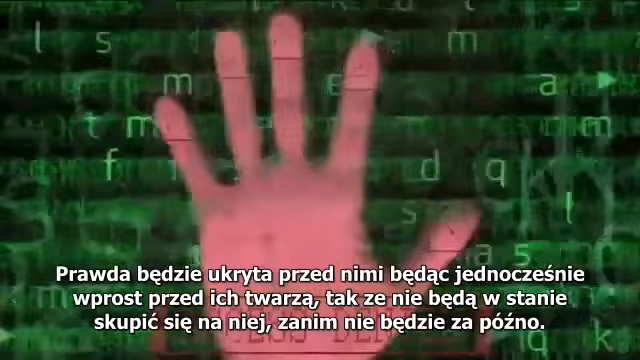 l s m
m e a
t m m
f d q
s l
a s
Prawda będzie ukryta przed nimi będąc jednocześnie
wprost przed ich twarzą, tak ze nie będą w stanie
skupić się na niej, zanim nie będzie za późno.